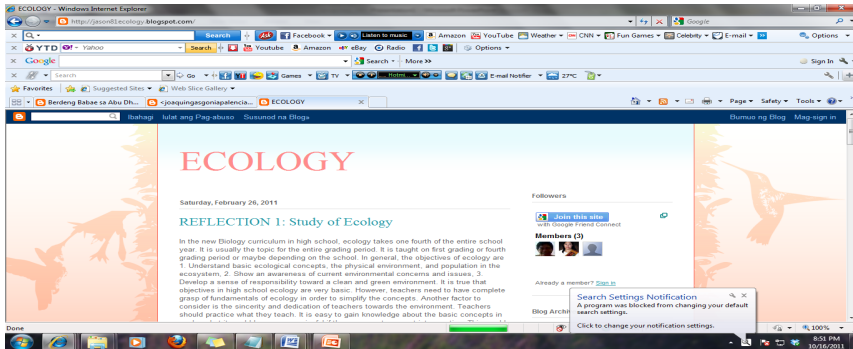 ECOLOGY - Windows Internet Explorer
http://jason81ecology.blogspot.com/
Google
Search
ASK
Facebook
Listen to music
Amazon
YouTube
Weather
CNN
Fun Games
Celebrity
E-mail
Options
YTD
Yahoo
Search
Youtube
Amazon
eBay
Radio
Options
Google
Search
More >>
Sign In
Search
Go
Games
TV
Hotmi...
E-mail Notifier
27°C
Favorites
Suggested Sites
Web Slice Gallery
Berdeng Babae sa Abu Dh...
<joaquingasgoniapalencia...
ECOLOGY
Page
Safety
Tools
Ibahagi
Iulat ang Pag-abuso
Susunod na Blog»
Bumuo ng Blog
Mag-sign in
ECOLOGY
Saturday, February 26, 2011
REFLECTION 1: Study of Ecology
In the new Biology curriculum in high school, ecology takes one fourth of the entire school
year. It is usually the topic for the entire grading period. It is taught on first grading or fourth
grading period or maybe depending on the school. In general, the objectives of ecology are
1. Understand basic ecological concepts, the physical environment, and population in the
ecosystem, 2. Show an awareness of current environmental concerns and issues, 3.
Develop a sense of responsibility toward a clean and green environment. It is true that
objectives in high school ecology are very basic. However, teachers need to have complete
grasp of fundamentals of ecology in order to simplify the concepts. Another factor to
consider is the sincerity and dedication of teachers towards the environment. Teachers
should practice what they teach. It is easy to gain knowledge about the basic concepts in
Followers
Join this site
with Google Friend Connect
Members (3)
Already a member? Sign in
Blog Archi
Search Settings Notification
A program was blocked from changing your default
search settings.
Click to change your notification settings.
Done
100%
8:51 PM
10/16/2011